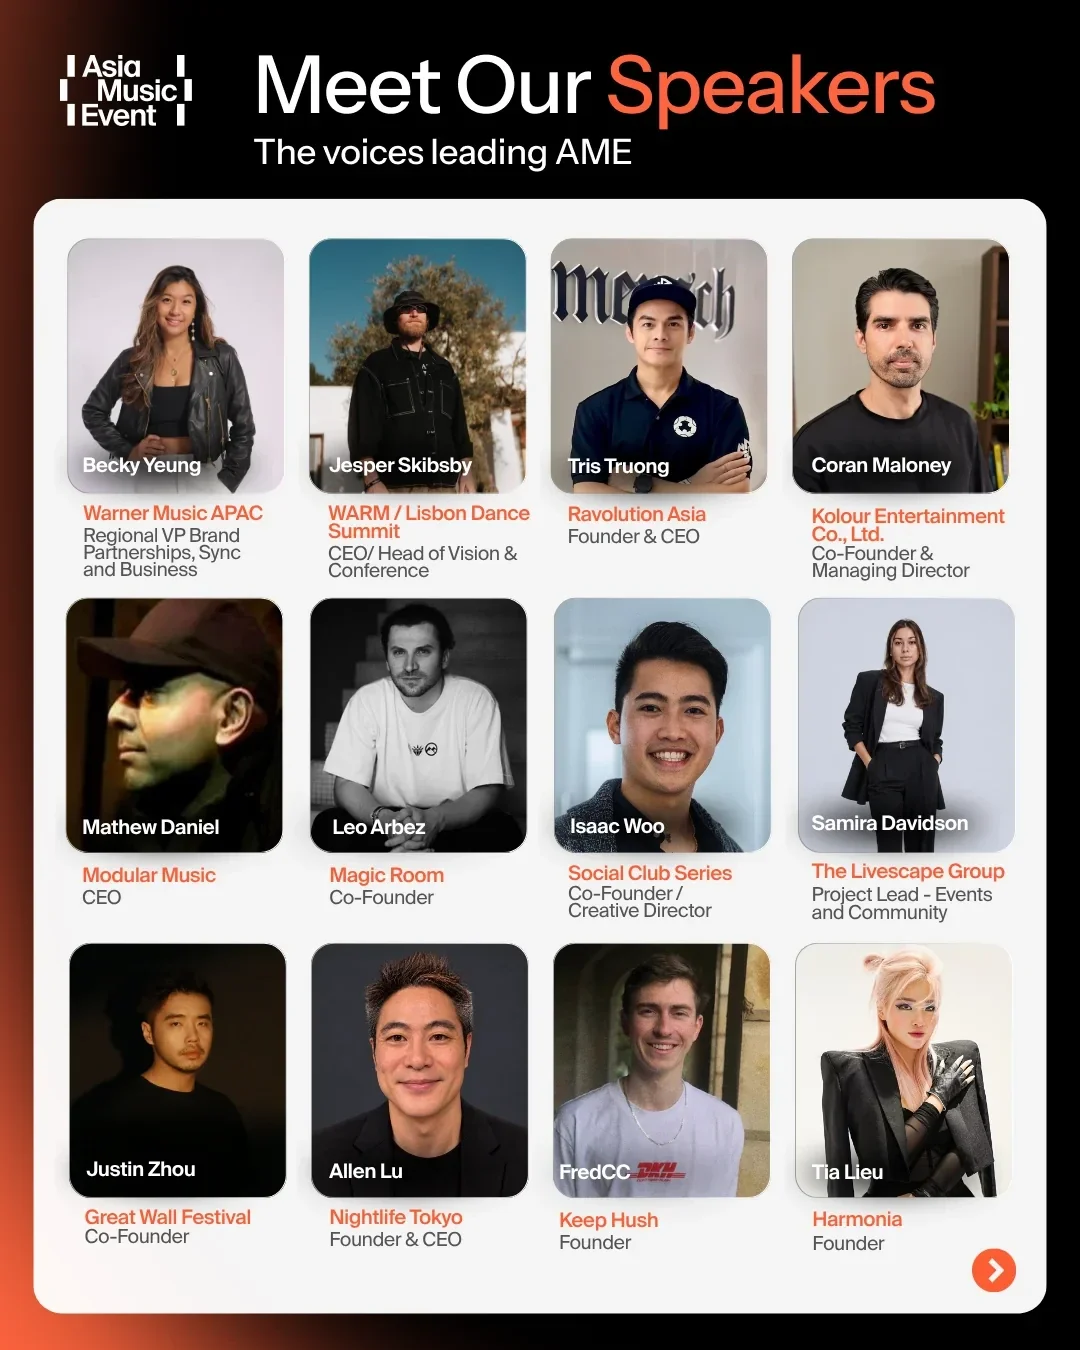 Asia
Music
Event
Meet Our Speakers
The voices leading AME
Becky Yeung
Warner Music APAC
Regional VP Brand
Partnerships, Sync
and Business
Jesper Skibsby
WARM / Lisbon Dance
Summit
CEO/ Head of Vision &
Conference
mensch
Tris Truong
Ravolution Asia
Founder & CEO
Coran Maloney
Kolour Entertainment
Co., Ltd.
Co-Founder &
Managing Director
Mathew Daniel
Modular Music
CEO
Leo Arbez
Magic Room
Co-Founder
Isaac Woo
Social Club Series
Co-Founder /
Creative Director
Samira Davidson
The Livescape Group
Project Lead - Events
and Community
Justin Zhou
Great Wall Festival
Co-Founder
Allen Lu
Nightlife Tokyo
Founder & CEO
DKH
FredCC
Keep Hush
Founder
Tia Lieu
Harmonia
Founder